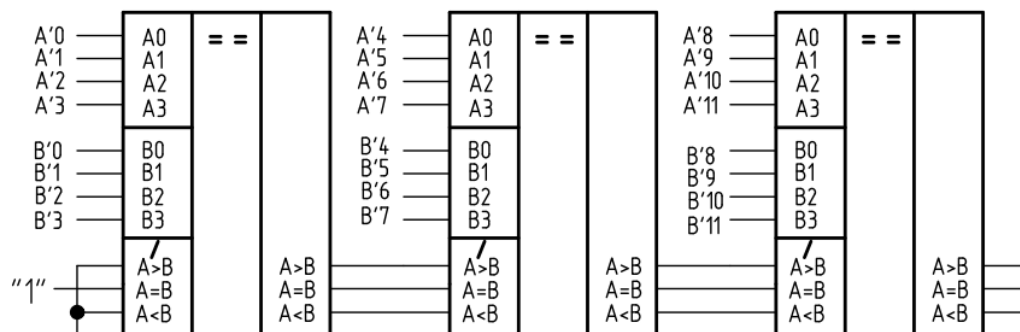 A'0 A0 == A'4 A0 == A'8 A0 ==
A'1 A1 A'5 A1 A'9 A1
A'2 A2 A'6 A2 A'10 A2
A'3 A3 A'7 A3 A'11 A3
B'0 B0 B'4 B0 B'8 B0
B'1 B1 B'5 B1 B'9 B1
B'2 B2 B'6 B2 B'10 B2
B'3 B3 B'7 B3 B'11 B3
A>B A>B A>B A>B A>B A>B
"1" A=B A=B A=B A=B A=B A=B
A<B A<B A<B A<B A<B A<B